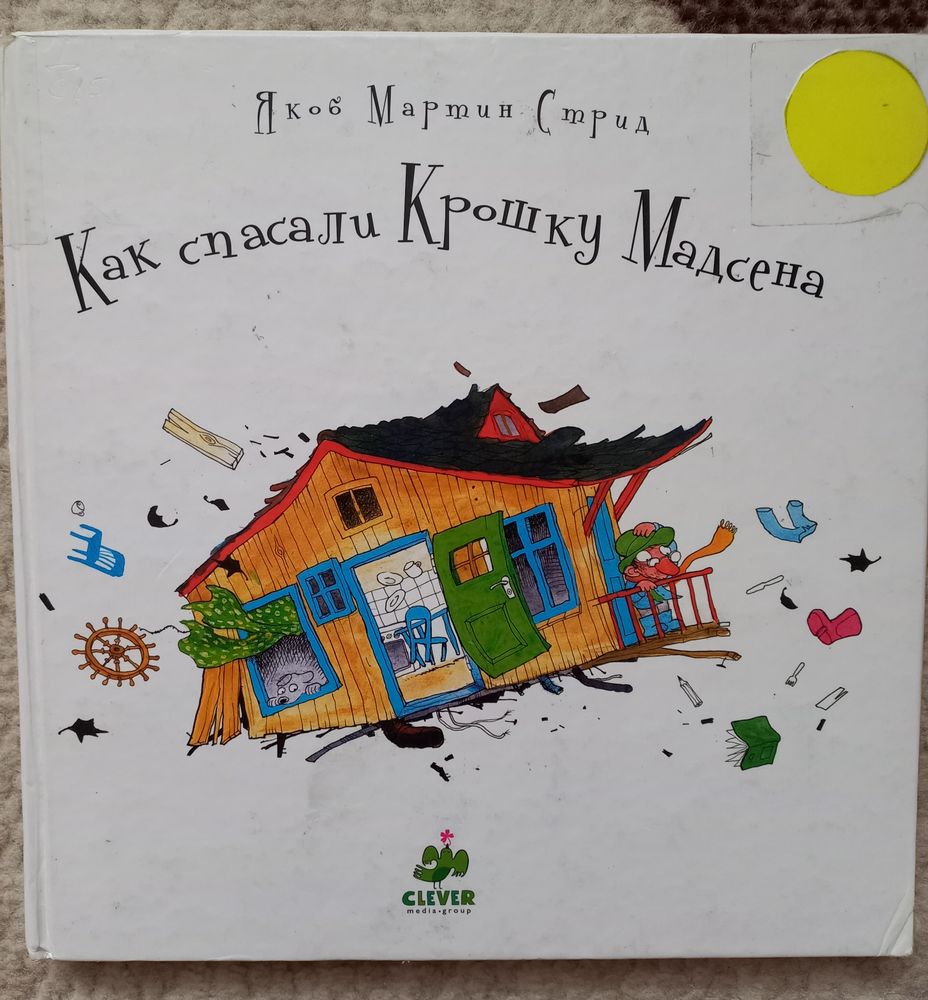 Якоб Мартин Стрид
Как спасали Крошку Мадсена
CLEVER
media•group